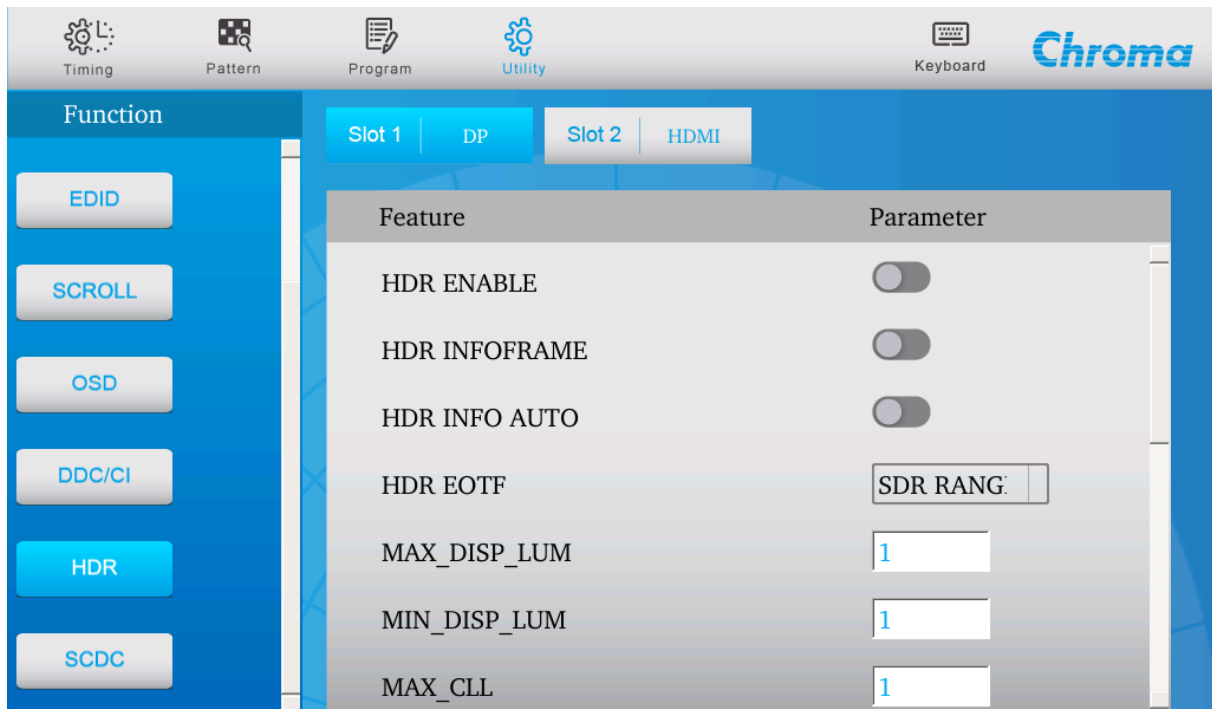 Timing Pattern Program Utility Keyboard Chroma
Function
Slot 1 DP Slot 2 HDMI
EDID
SCROLL
OSD
DDC/CI
HDR
SCDC
Feature Parameter
HDR ENABLE
HDR INFOFRAME
HDR INFO AUTO
HDR EOTF SDR RANG
MAX_DISP_LUM 1
MIN_DISP_LUM 1
MAX_CLL 1